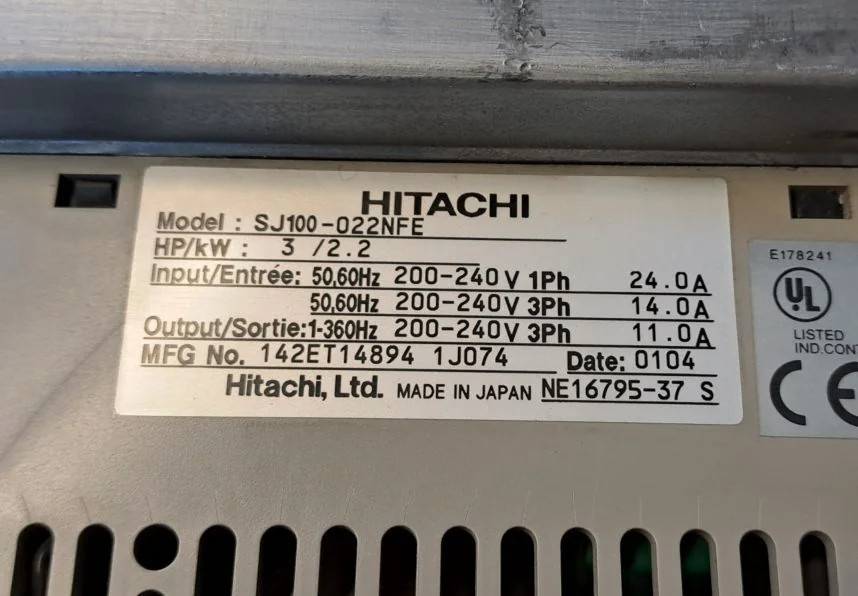 HITACHI
Model : SJ100-022NFE
HP/kW : 3 /2.2
Input/Entrée: 50,60Hz 200-240V 1Ph 24.0A
50,60Hz 200-240V 3Ph 14.0A
Output/Sortie:1-360Hz 200-240V 3Ph 11.0A
MFG No. 142ET14894 1J074 Date: 0104
Hitachi, Ltd. MADE IN JAPAN NE16795-37 S
E178241
UL
LISTED
IND.CON
CE